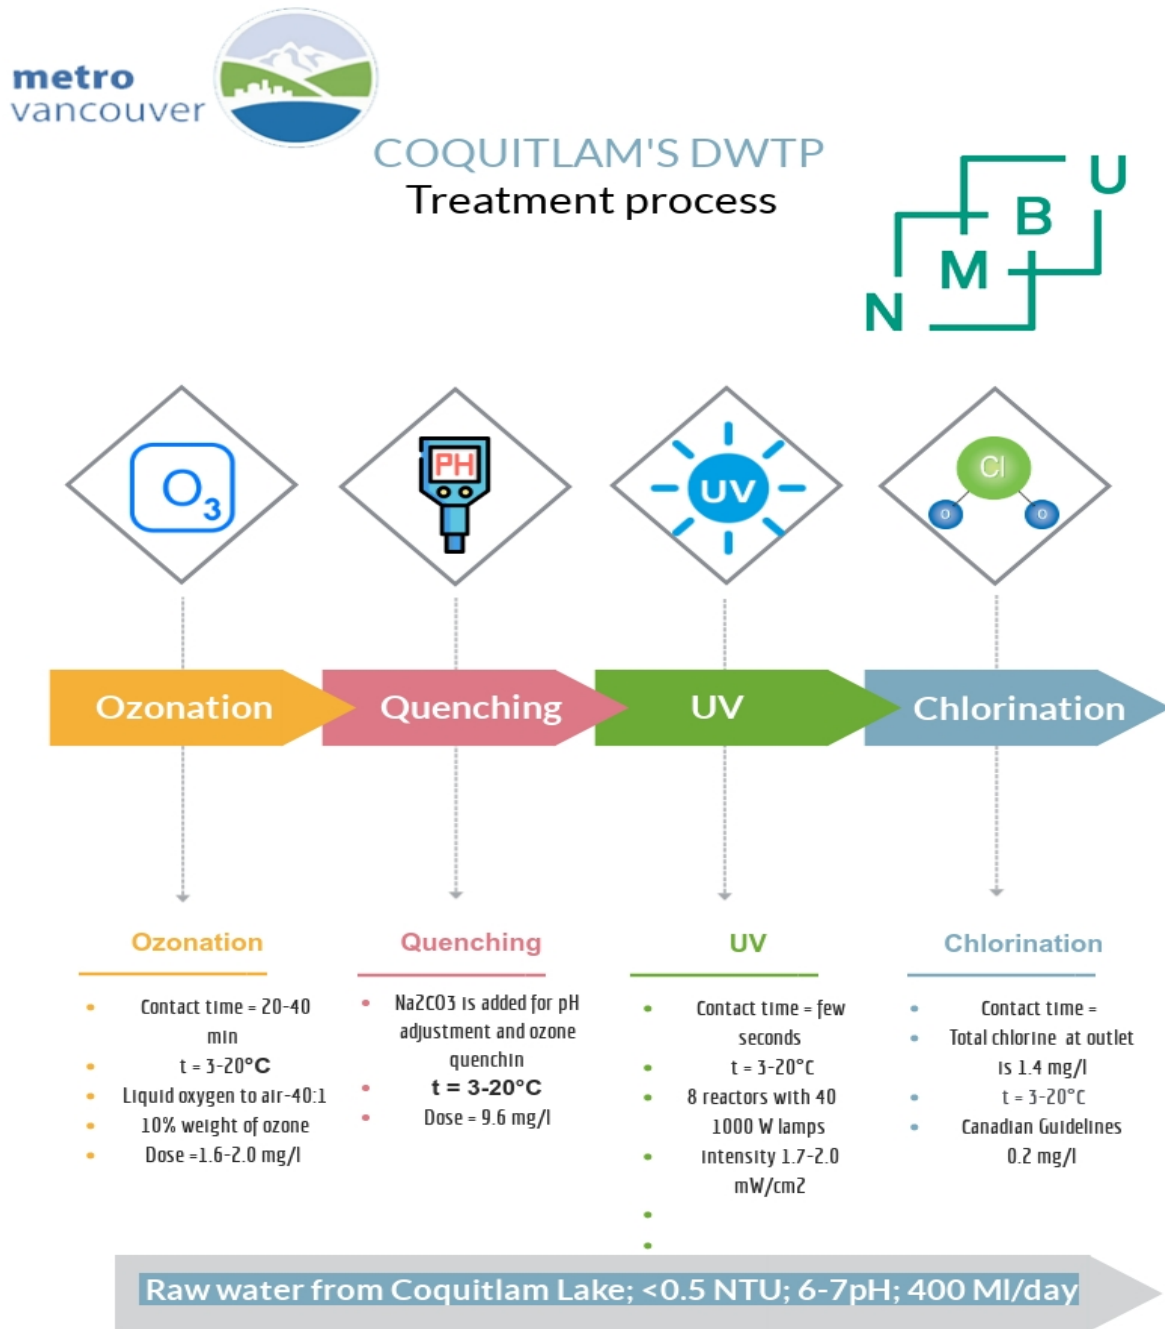 metro
vancouver
COQUITLAM'S DWTP
Treatment process
U
B
M
N
O3
PH
UV
Cl
O O
Ozonation
Quenching
UV
Chlorination
Ozonation
• Contact time = 20-40
min
• t = 3-20°C
• Liquid oxygen to air-40:1
• 10% weight of ozone
• Dose =1.6-2.0 mg/l
Quenching
• Na2CO3 is added for pH
adjustment and ozone
quenchin
• t = 3-20°C
• Dose = 9.6 mg/l
UV
• Contact time = few
seconds
• t = 3-20°C
• 8 reactors with 40
1000 W lamps
• intensity 1.7-2.0
mW/cm2
Chlorination
• Contact time =
• Total chlorine at outlet
is 1.4 mg/l
• t = 3-20°C
• Canadian Guidelines
0.2 mg/l
Raw water from Coquitlam Lake; <0.5 NTU; 6-7pH; 400 Ml/day